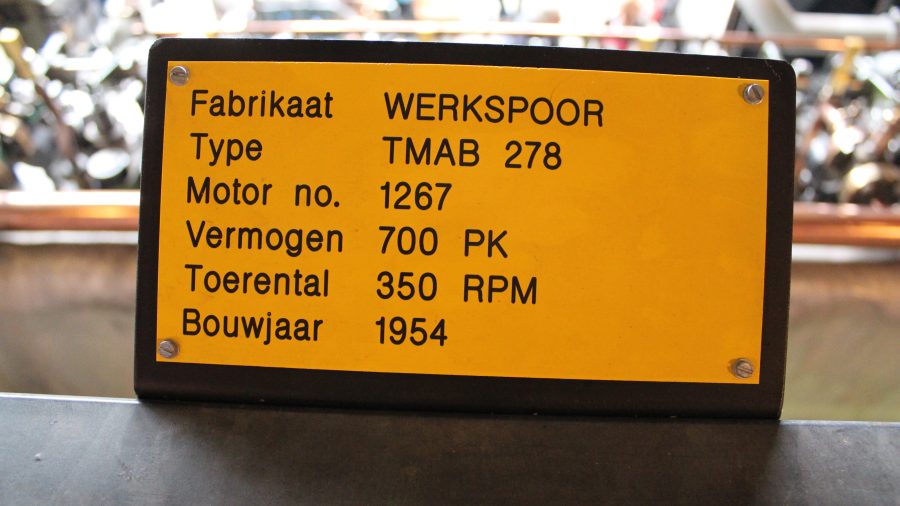 Fabrikaat WERKSPOOR
Type TMAB 278
Motor no. 1267
Vermogen 700 PK
Toerental 350 RPM
Bouwjaar 1954